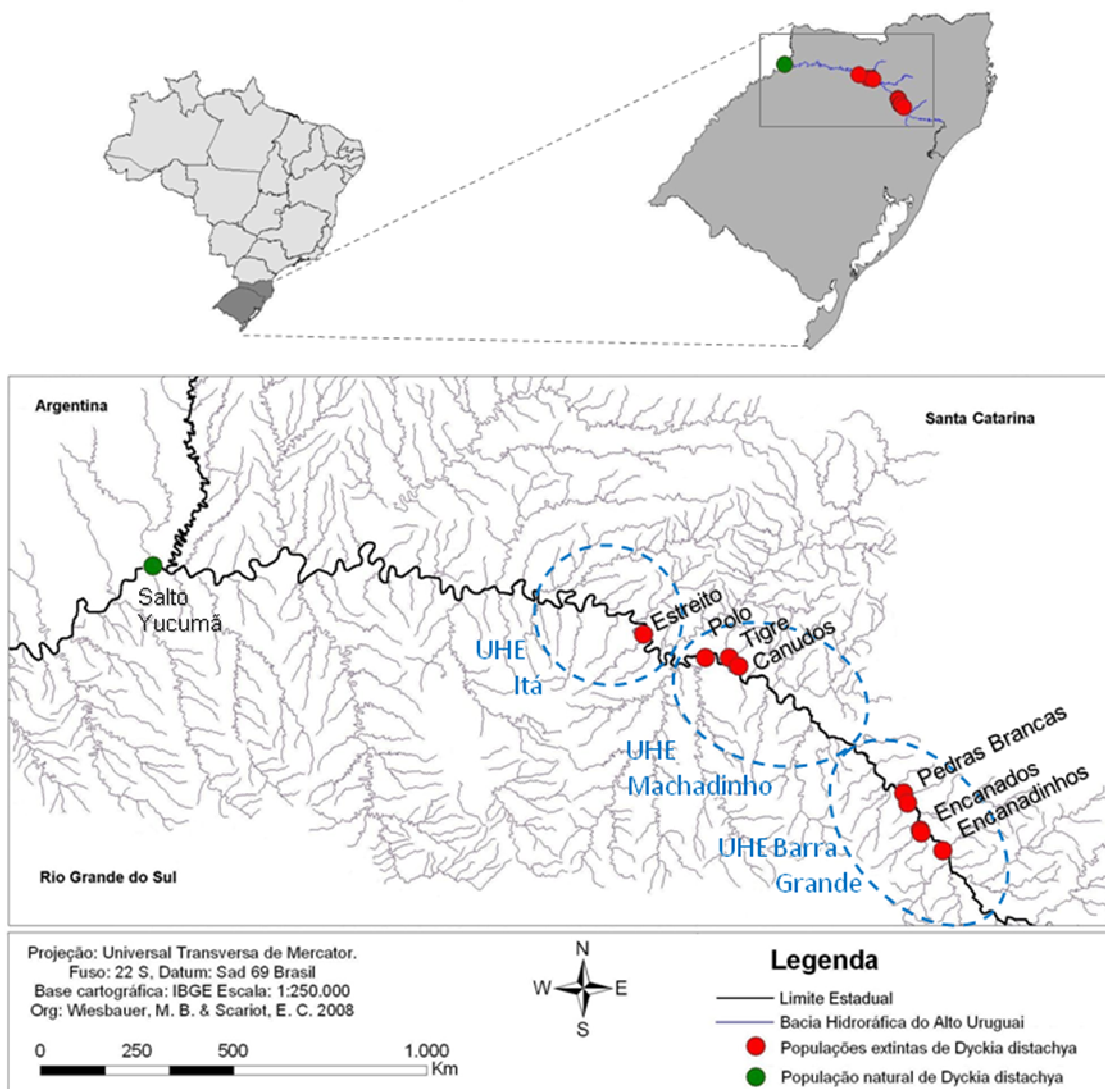 Argentina
Santa Catarina
Salto
Yucumã
Estreito
Polo
Tigre
Canudos
UHE
Itá
UHE
Machadinho
Pedras Brancas
Encanados
Encanadinhos
UHE Barra
Grande
Rio Grande do Sul
Projeção: Universal Transversa de Mercator.
Fuso: 22 S, Datum: Sad 69 Brasil
Base cartográfica: IBGE Escala: 1:250.000
Org: Wiesbauer, M. B. & Scariot, E. C. 2008
0 250 500 1.000
Km
N
W E
S
Legenda
Limite Estadual
Bacia Hidroráfica do Alto Uruguai
Populações extintas de Dyckia distachya
População natural de Dyckia distachya